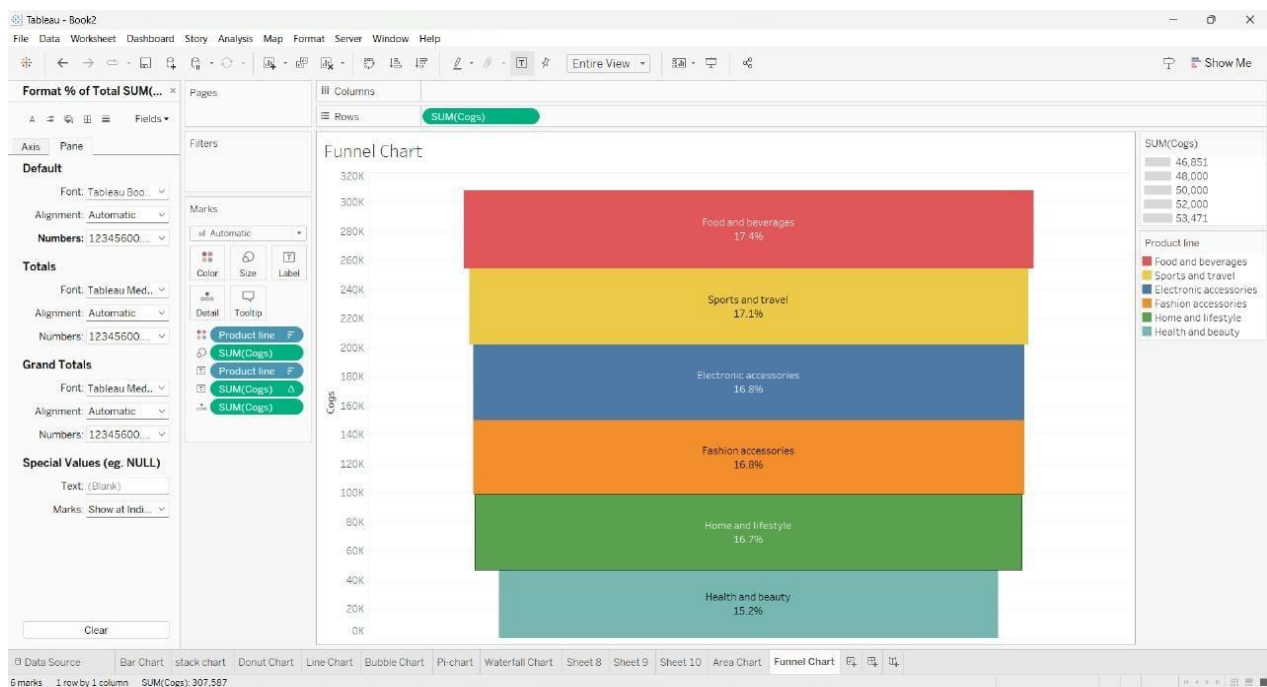 Tableau - Book2
File Data Worksheet Dashboard Story Analysis Map Format Server Window Help
Entire View
Show Me
Format % of Total SUM(...
Fields
Axis Pane
Default
Font: Tableau Boo..
Alignment: Automatic
Numbers: 12345600....
Totals
Font: Tableau Med..
Alignment: Automatic
Numbers: 12345600....
Grand Totals
Font: Tableau Med..
Alignment: Automatic
Numbers: 12345600....
Special Values (eg. NULL)
Text: (Blank)
Marks: Show at Indi...
Clear
Pages
Filters
Marks
Automatic
Color Size Label
Detail Tooltip
Product line
SUM(Cogs)
Product line
SUM(Cogs)
SUM(Cogs)
Columns
Rows SUM(Cogs)
Funnel Chart
320K
300K
280K
260K
240K
220K
200K
180K
160K
140K
120K
100K
80K
60K
40K
20K
0K
Cogs
Food and beverages
17.4%
Sports and travel
17.1%
Electronic accessories
16.8%
Fashion accessories
16.8%
Home and lifestyle
16.7%
Health and beauty
15.2%
SUM(Cogs)
46,851
48,000
50,000
52,000
53,471
Product line
Food and beverages
Sports and travel
Electronic accessories
Fashion accessories
Home and lifestyle
Health and beauty
Data Source Bar Chart stack chart Donut Chart Line Chart Bubble Chart Pi-chart Waterfall Chart Sheet 8 Sheet 9 Sheet 10 Area Chart Funnel Chart
6 marks 1 row by 1 column SUM(Cogs): 307,587